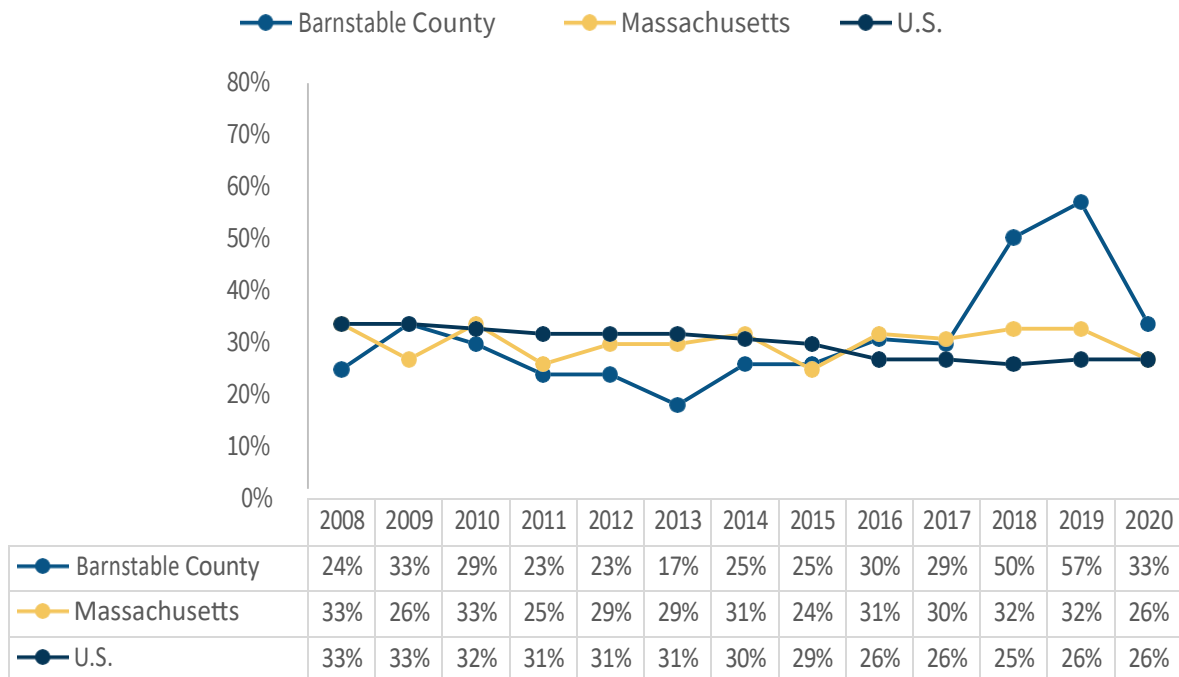 Barnstable County Massachusetts U.S.
80%
70%
60%
50%
40%
30%
20%
10%
0%
2008 2009 2010 2011 2012 2013 2014 2015 2016 2017 2018 2019 2020
Barnstable County 24% 33% 29% 23% 23% 17% 25% 25% 30% 29% 50% 57% 33%
Massachusetts 33% 26% 33% 25% 29% 29% 31% 24% 31% 30% 32% 32% 26%
U.S. 33% 33% 32% 31% 31% 31% 30% 29% 26% 26% 25% 26% 26%